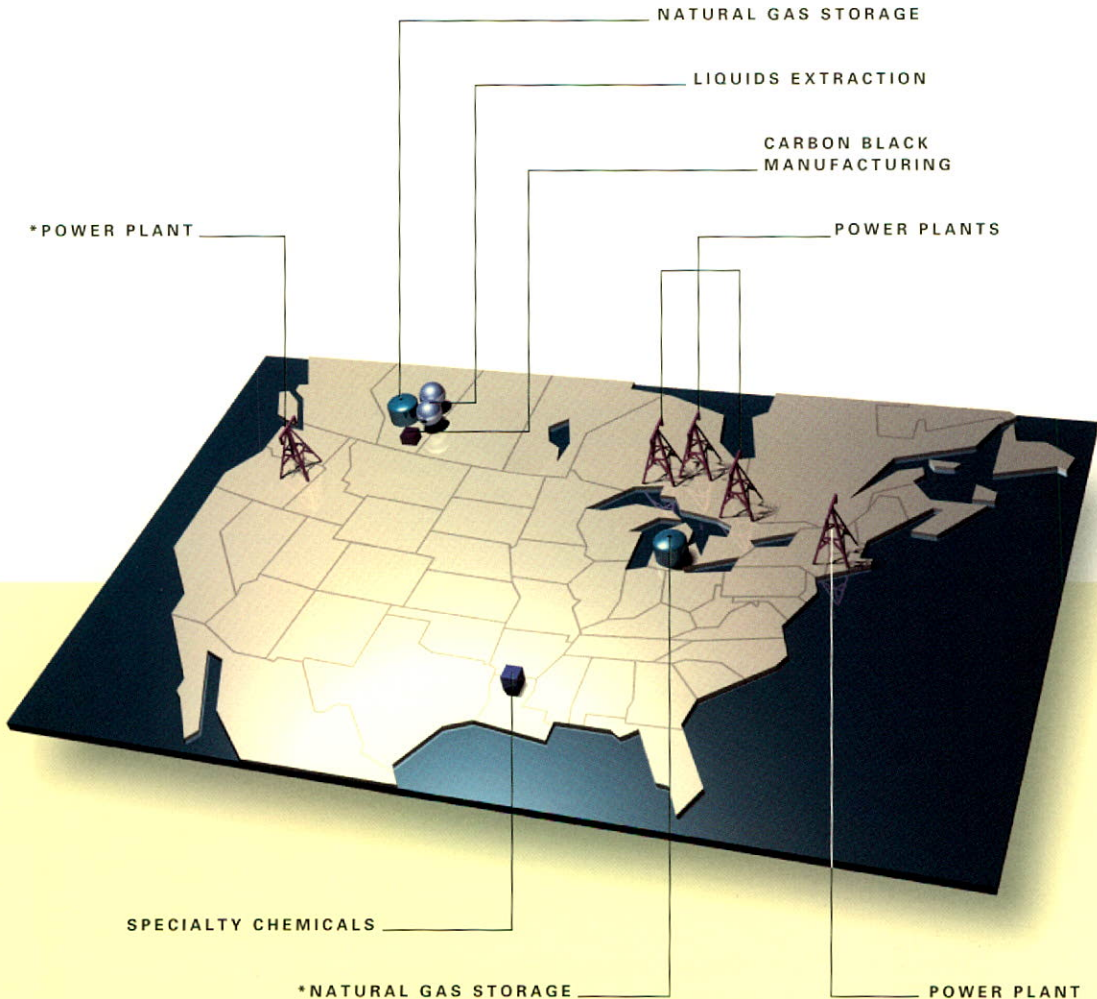 NATURAL GAS STORAGE
LIQUIDS EXTRACTION
CARBON BLACK
MANUFACTURING
*POWER PLANT
POWER PLANTS
SPECIALTY CHEMICALS
*NATURAL GAS STORAGE
POWER PLANT